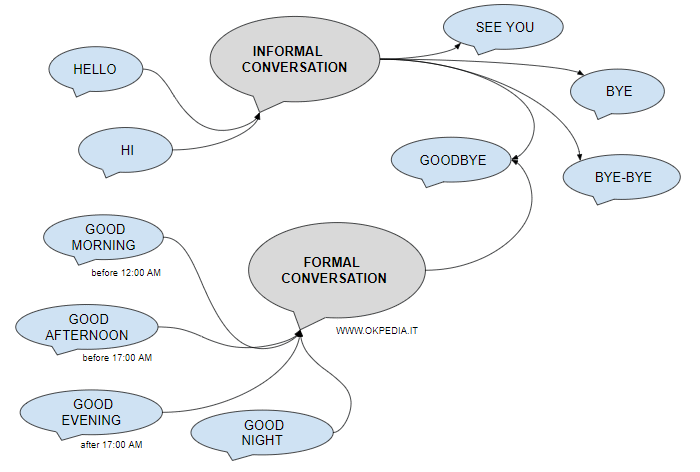 SEE YOU
INFORMAL
CONVERSATION
HELLO
BYE
HI
GOODBYE
BYE-BYE
GOOD
MORNING
before 12:00 AM
FORMAL
CONVERSATION
GOOD
AFTERNOON
before 17:00 AM
WWW.OKPEDIA.IT
GOOD
EVENING
after 17:00 AM
GOOD
NIGHT